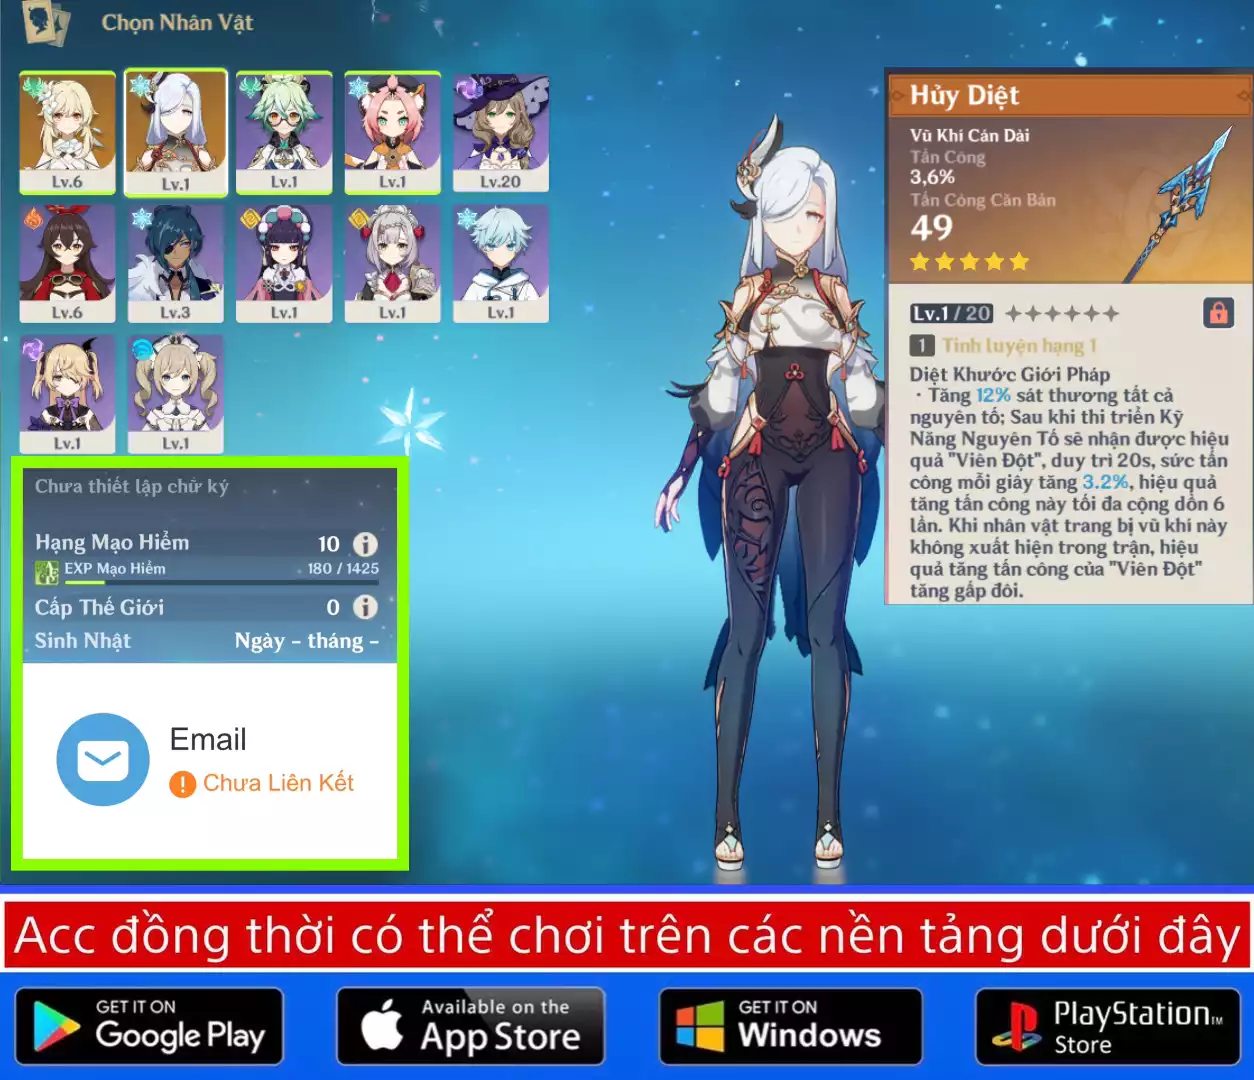 Chọn Nhân Vật
Lv.6
Lv.1
Lv.1
Lv.1
Lv.20
Lv.6
Lv.3
Lv.1
Lv.1
Lv.1
Lv.1
Lv.1
Chưa thiết lập chữ ký
Hạng Mạo Hiểm 10
EXP Mạo Hiểm 180 / 1425
Cấp Thế Giới 0
Sinh Nhật Ngày - tháng -
Email
Chưa Liên Kết
Hủy Diệt
Vũ Khí Cán Dài
Tấn Công
3,6%
Tấn Công Căn Bản
49
Lv.1 / 20
1 Tinh luyện hạng 1
Diệt Khước Giới Pháp
· Tăng 12% sát thương tất cả
nguyên tố; Sau khi thi triển Kỹ
Năng Nguyên Tố sẽ nhận được hiệu
quả "Viên Đột", duy trì 20s, sức tấn
công mỗi giây tăng 3.2%, hiệu quả
tăng tấn công này tối đa cộng dồn 6
lần. Khi nhân vật trang bị vũ khí này
không xuất hiện trong trận, hiệu
quả tăng tấn công của "Viên Đột"
tăng gấp đôi.
Acc đồng thời có thể chơi trên các nền tảng dưới đây
GET IT ON
Google Play
Available on the
App Store
GET IT ON
Windows
PlayStation™
Store